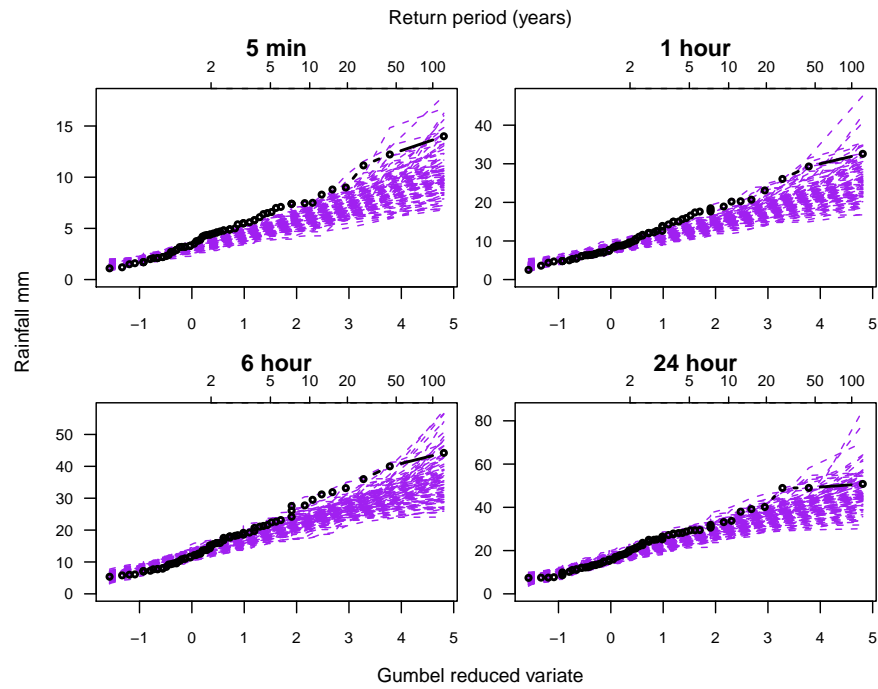 Return period (years)
5 min
1 hour
2 5 10 20 50 100
2 5 10 20 50 100
15
10
5
0
40
30
20
10
0
−1 0 1 2 3 4 5
−1 0 1 2 3 4 5
Rainfall mm
6 hour
24 hour
2 5 10 20 50 100
2 5 10 20 50 100
50
40
30
20
10
0
80
60
40
20
0
−1 0 1 2 3 4 5
−1 0 1 2 3 4 5
Gumbel reduced variate